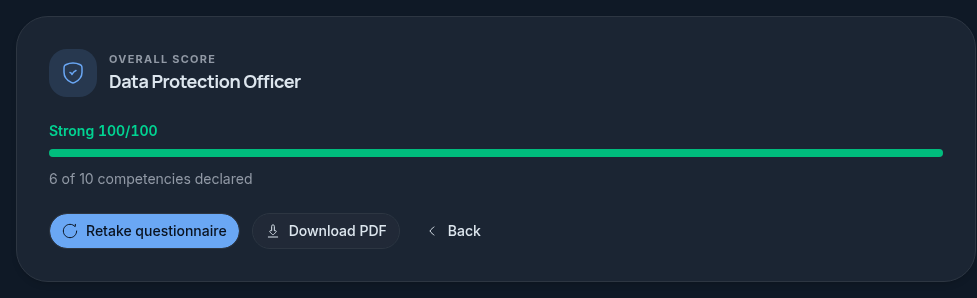 OVERALL SCORE
Data Protection Officer
Strong 100/100
6 of 10 competencies declared
Retake questionnaire
Download PDF
Back